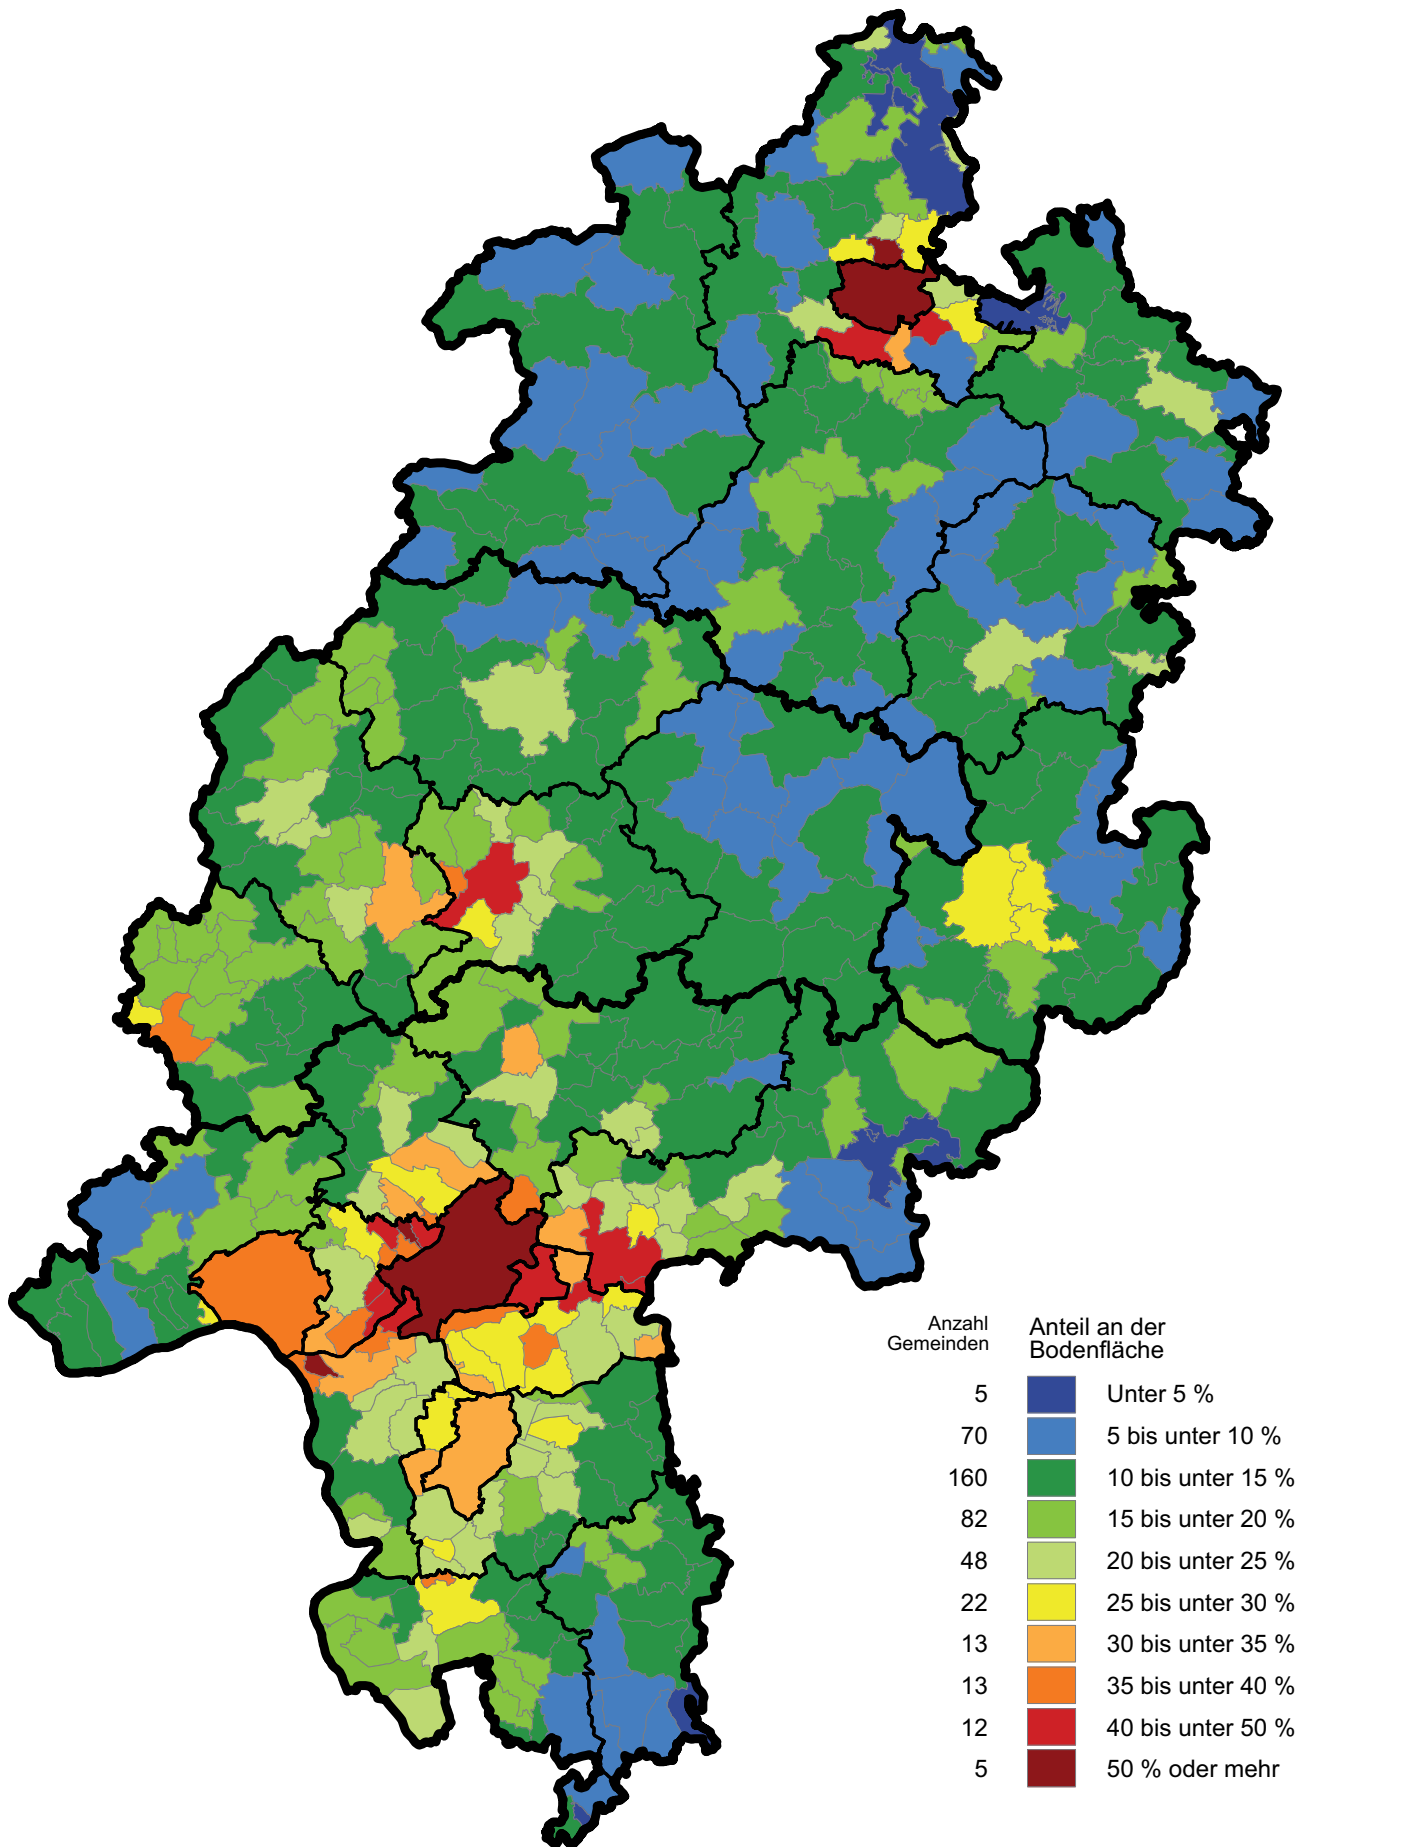 Anzahl
Gemeinden
Anteil an der
Bodenfläche
5 Unter 5 %
70 5 bis unter 10 %
160 10 bis unter 15 %
82 15 bis unter 20 %
48 20 bis unter 25 %
22 25 bis unter 30 %
13 30 bis unter 35 %
13 35 bis unter 40 %
12 40 bis unter 50 %
5 50 % oder mehr